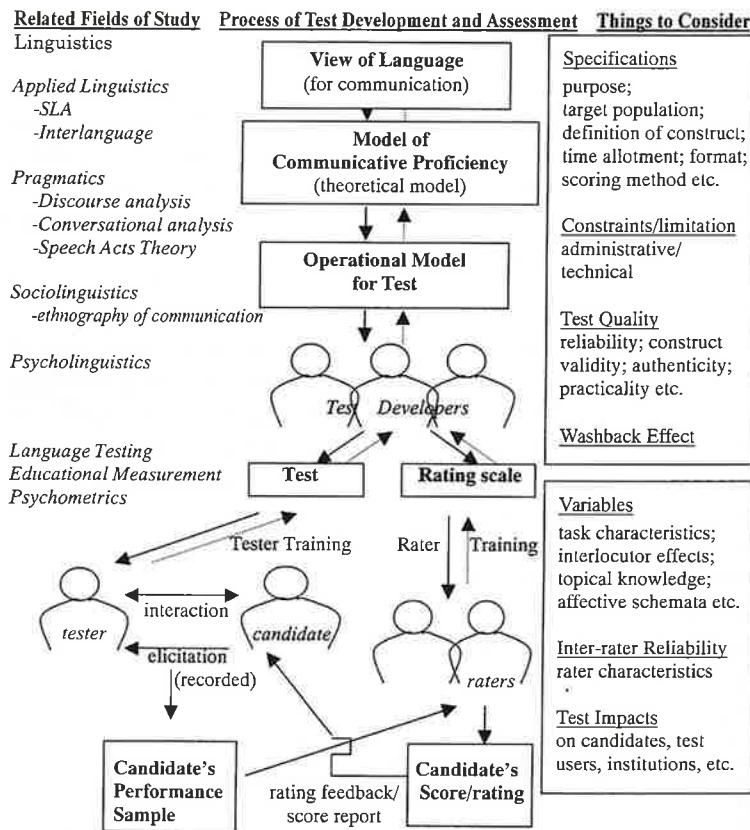 Related Fields of Study
Process of Test Development and Assessment
Things to Consider
Linguistics
Applied Linguistics
-SLA
-Interlanguage
Pragmatics
-Discourse analysis
-Conversational analysis
-Speech Acts Theory
Sociolinguistics
-ethnography of communication
Psycholinguistics
Language Testing
Educational Measurement
Psychometrics
View of Language
(for communication)
Model of
Communicative Proficiency
(theoretical model)
Operational Model
for Test
Test Developers
Test
Rating scale
Tester Training
Rater Training
interaction
tester
candidate
elicitation
(recorded)
raters
Candidate's
Performance
Sample
rating feedback/
score report
Candidate's
Score/rating
Specifications
purpose;
target population;
definition of construct;
time allotment; format;
scoring method etc.
Constraints/limitation
administrative/
technical
Test Quality
reliability; construct
validity; authenticity;
practicality etc.
Washback Effect
Variables
task characteristics;
interlocutor effects;
topical knowledge;
affective schemata etc.
Inter-rater Reliability
rater characteristics
Test Impacts
on candidates, test
users, institutions, etc.